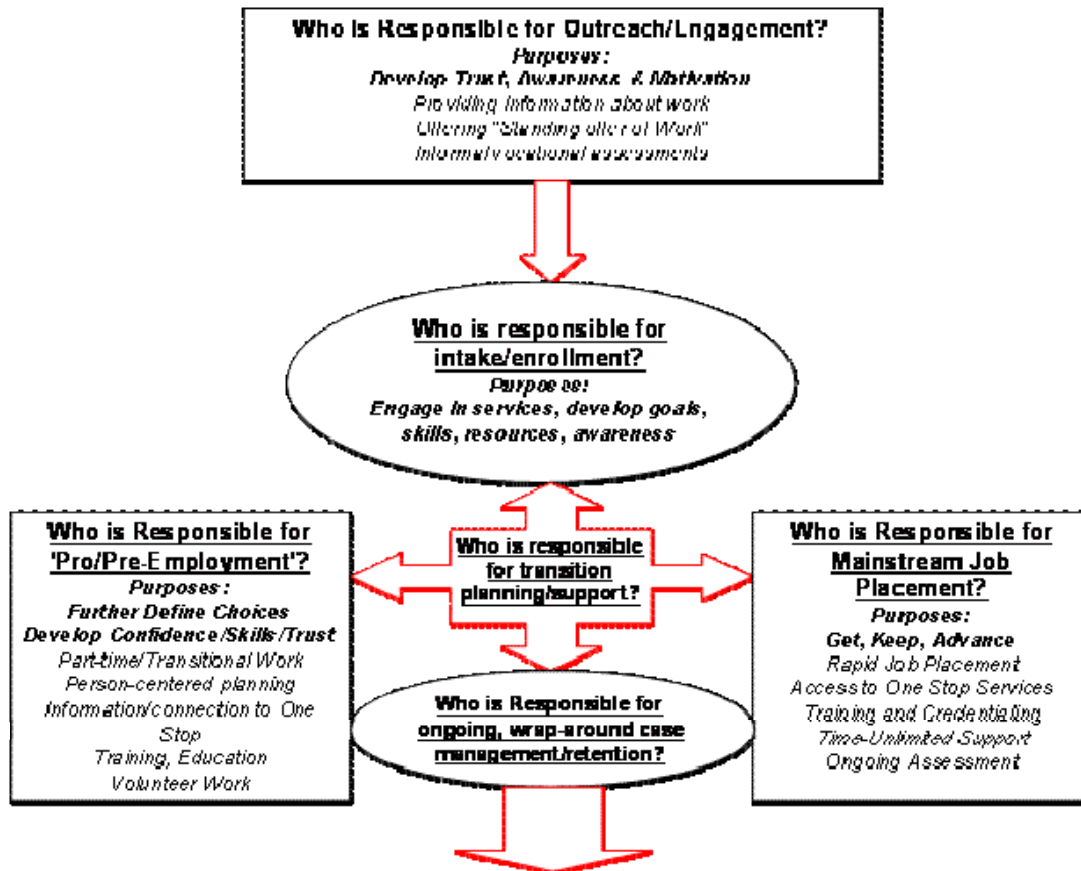 Who Is Responsible for Outreach/Engagement?
Purposes:
Develop Trust, Awareness & Motivation
Providing information about work
Offering "Standing offer of Work"
Informal vocational assessments
Who is responsible for
intake/enrollment?
Purposes:
Engage in services, develop goals,
skills, resources, awareness
Who is Responsible for
'Pro/Pre-Employment'?
Purposes:
Further Define Choices
Develop Confidence/Skills/Trust
Part-time/Transitional Work
Person-centered planning
Information/connection to One
Stop
Training, Education
Volunteer Work
Who is responsible
for transition
planning/support?
Who is Responsible for
Mainstream Job
Placement?
Purposes:
Get, Keep, Advance
Rapid Job Placement
Access to One Stop Services
Training and Credentialing
Time-Unlimited Support
Ongoing Assessment
Who is Responsible for
ongoing, wrap-around case
management/retention?